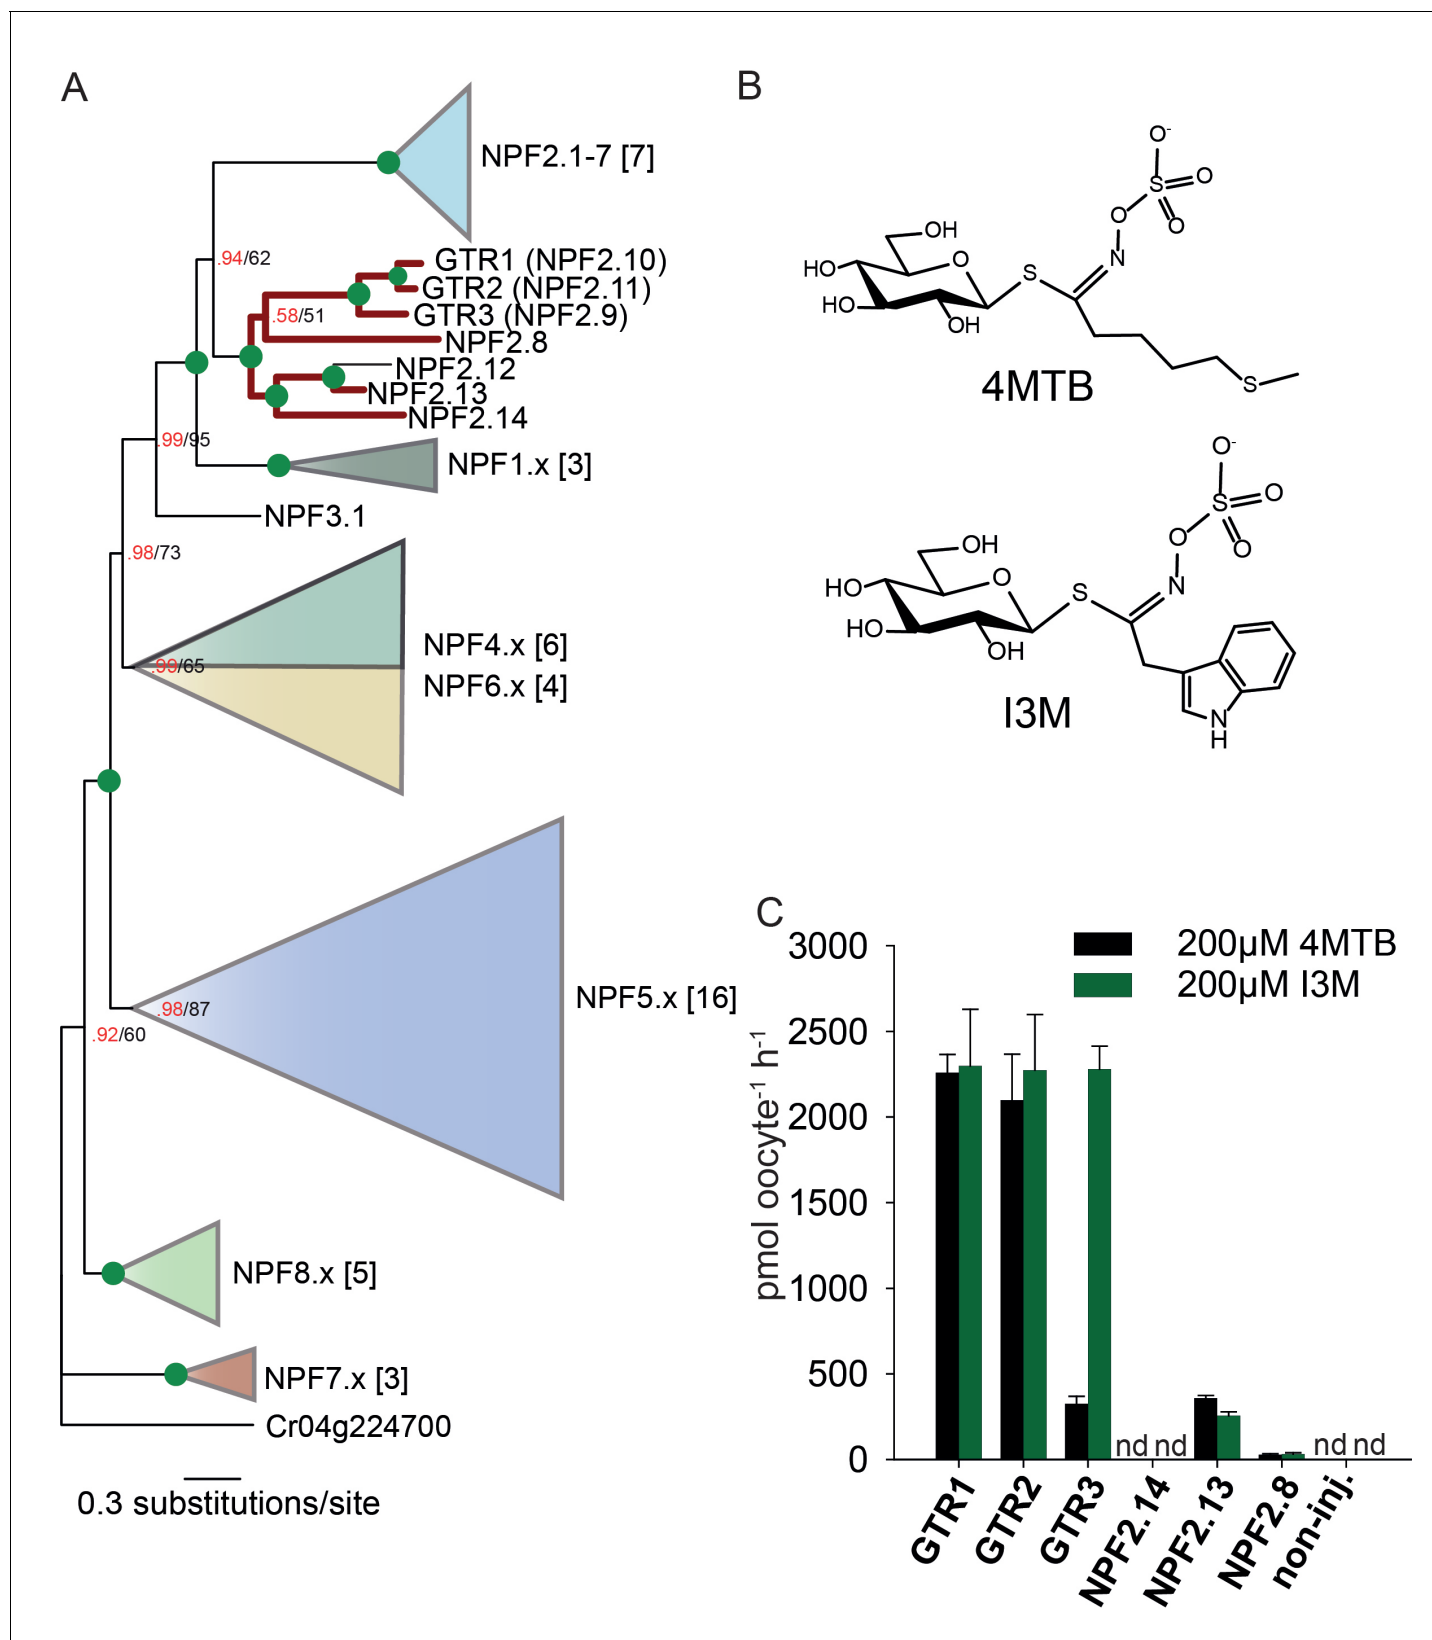 A
NPF2.1-7 [7]
.94/62
GTR1 (NPF2.10)
GTR2 (NPF2.11)
GTR3 (NPF2.9)
.58/51
NPF2.8
NPF2.12
NPF2.13
NPF2.14
.99/95
NPF1.x [3]
NPF3.1
.98/73
NPF4.x [6]
.99/65
NPF6.x [4]
NPF5.x [16]
.98/87
.92/60
NPF8.x [5]
NPF7.x [3]
Cr04g224700
0.3 substitutions/site
B
O-
S
O
O
O
N
OH
O
HO
HO
OH
S
S
4MTB
O-
S
O
O
O
N
OH
O
HO
HO
OH
S
N
H
I3M
C
200µM 4MTB
200µM I3M
pmol oocyte-1 h-1
3000
2500
2000
1500
1000
500
0
nd nd
nd nd
GTR1
GTR2
GTR3
NPF2.14
NPF2.13
NPF2.8
non-inj.